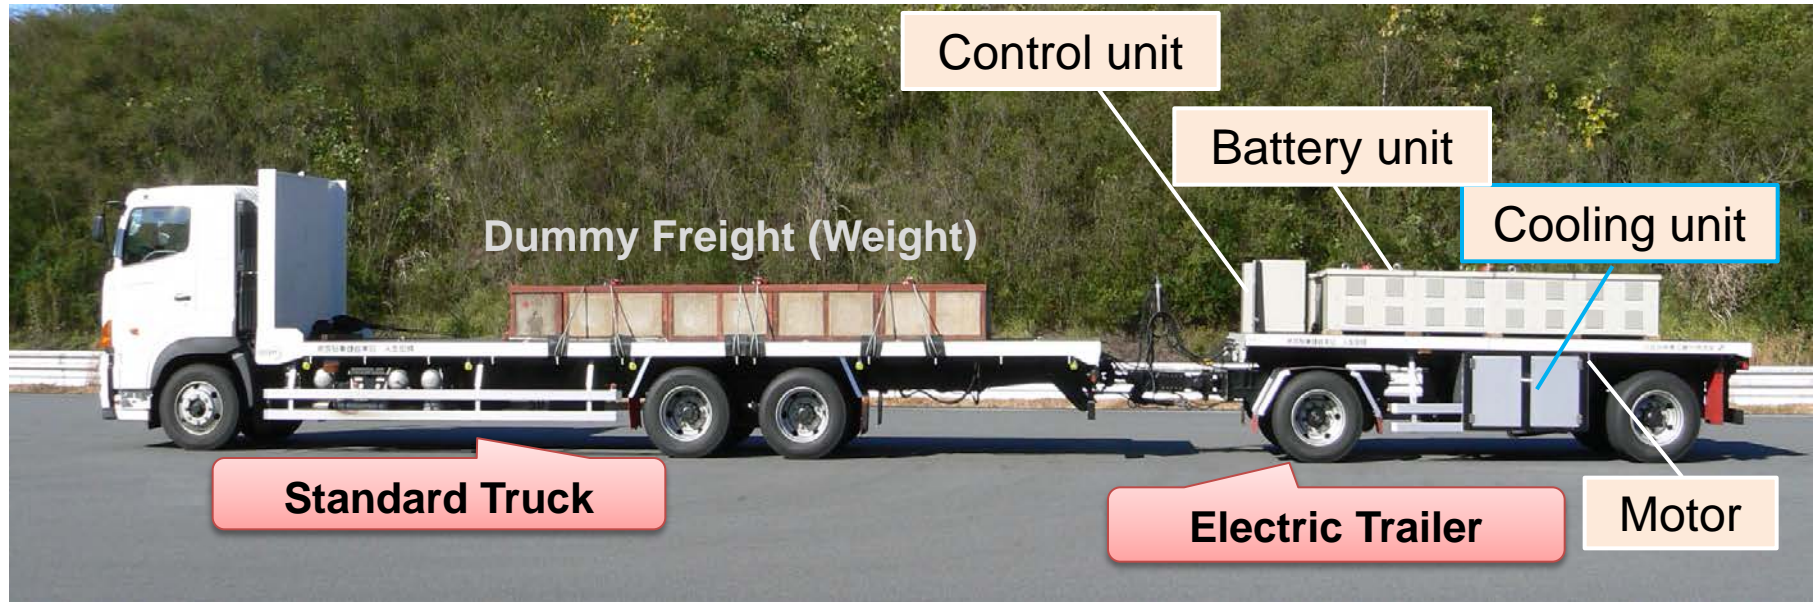 Control unit
Battery unit
Cooling unit
Dummy Freight (Weight)
Standard Truck
Electric Trailer
Motor